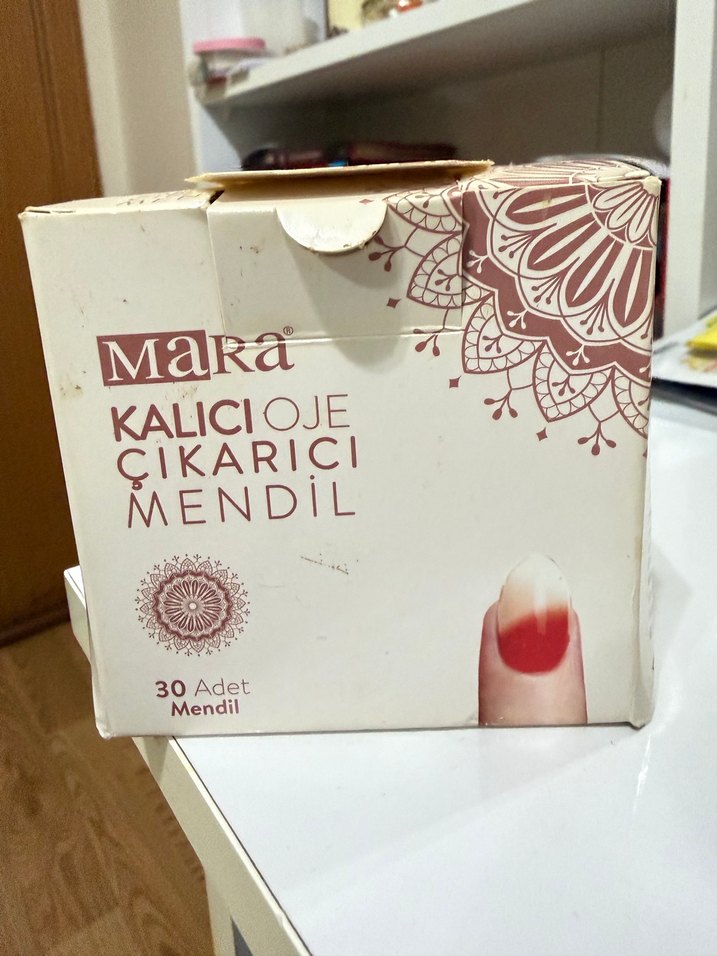 MaRa®
KALICI OJE
ÇIKARICI
MENDİL
30 Adet
Mendil